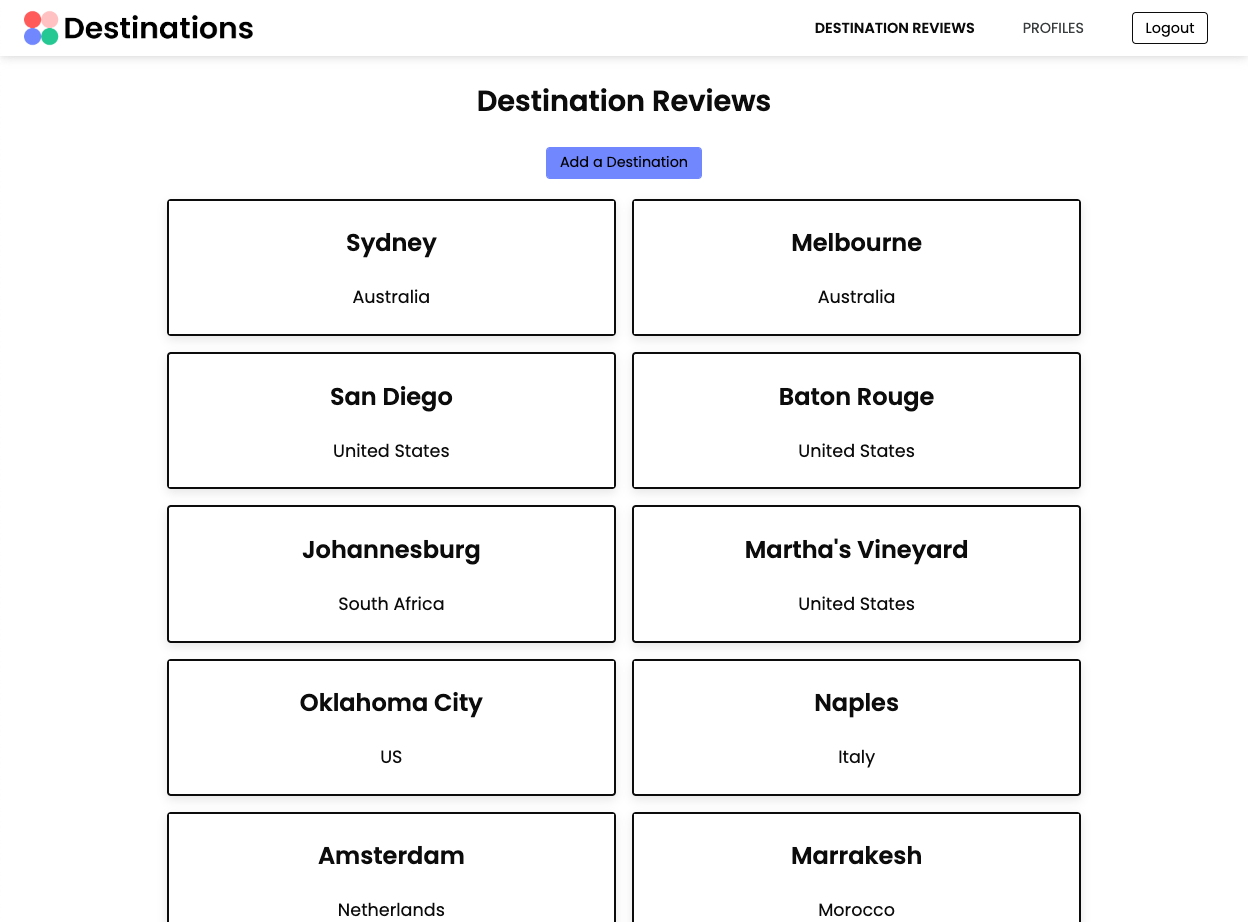 Destinations
DESTINATION REVIEWS
PROFILES
Logout
Destination Reviews
Add a Destination
Sydney
Australia
Melbourne
Australia
San Diego
United States
Baton Rouge
United States
Johannesburg
South Africa
Martha's Vineyard
United States
Oklahoma City
US
Naples
Italy
Amsterdam
Netherlands
Marrakesh
Morocco